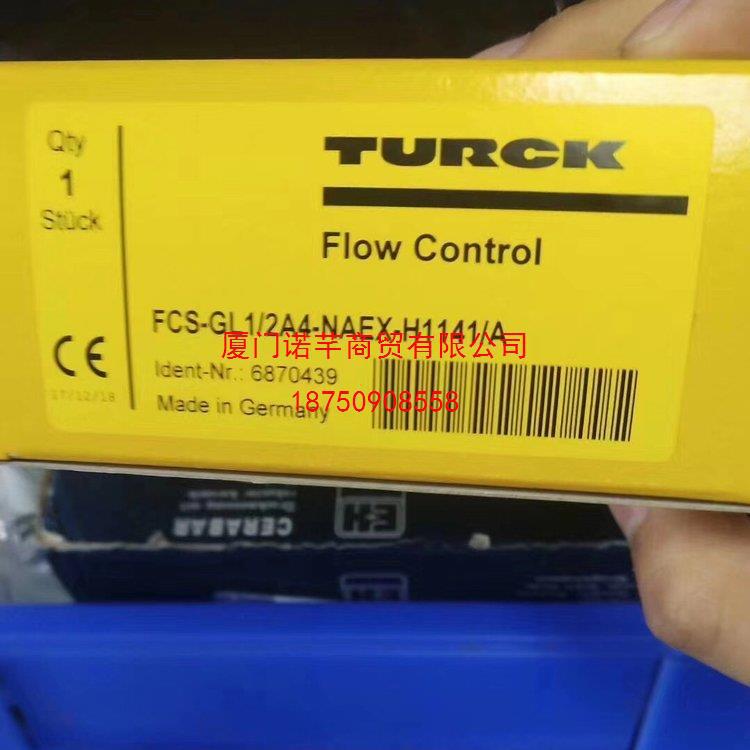 Qty
1
Stück
TURCK
Flow Control
FCS-GL1/2A4-NAEX-H1141/A
厦门诺芊商贸有限公司
Ident-Nr.: 6870439
CE
17/12/18
Made in Germany
18750908558
CERABAR
E+H